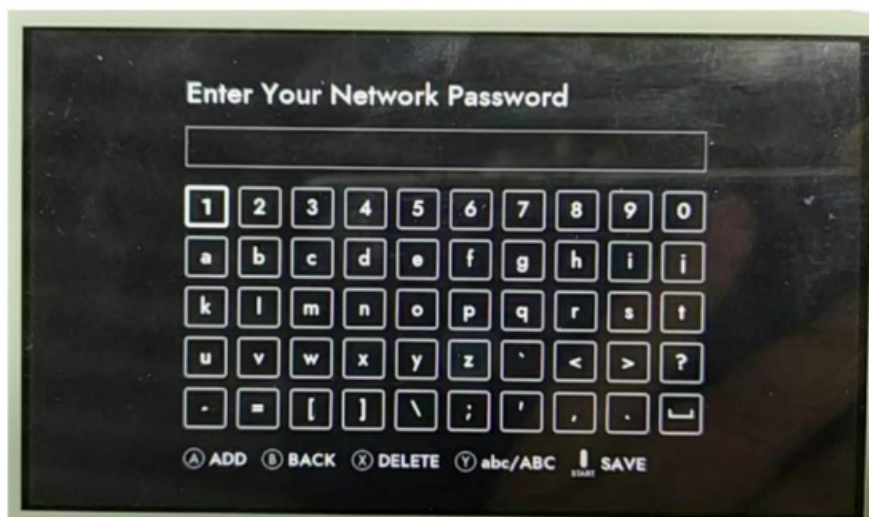 Enter Your Network Password
1 2 3 4 5 6 7 8 9 0
a b c d e f g h i j
k l m n o p q r s t
u v w x y z ` < > ?
- = [ ] \ ; ' , .
A ADD B BACK X DELETE Y abc/ABC START SAVE